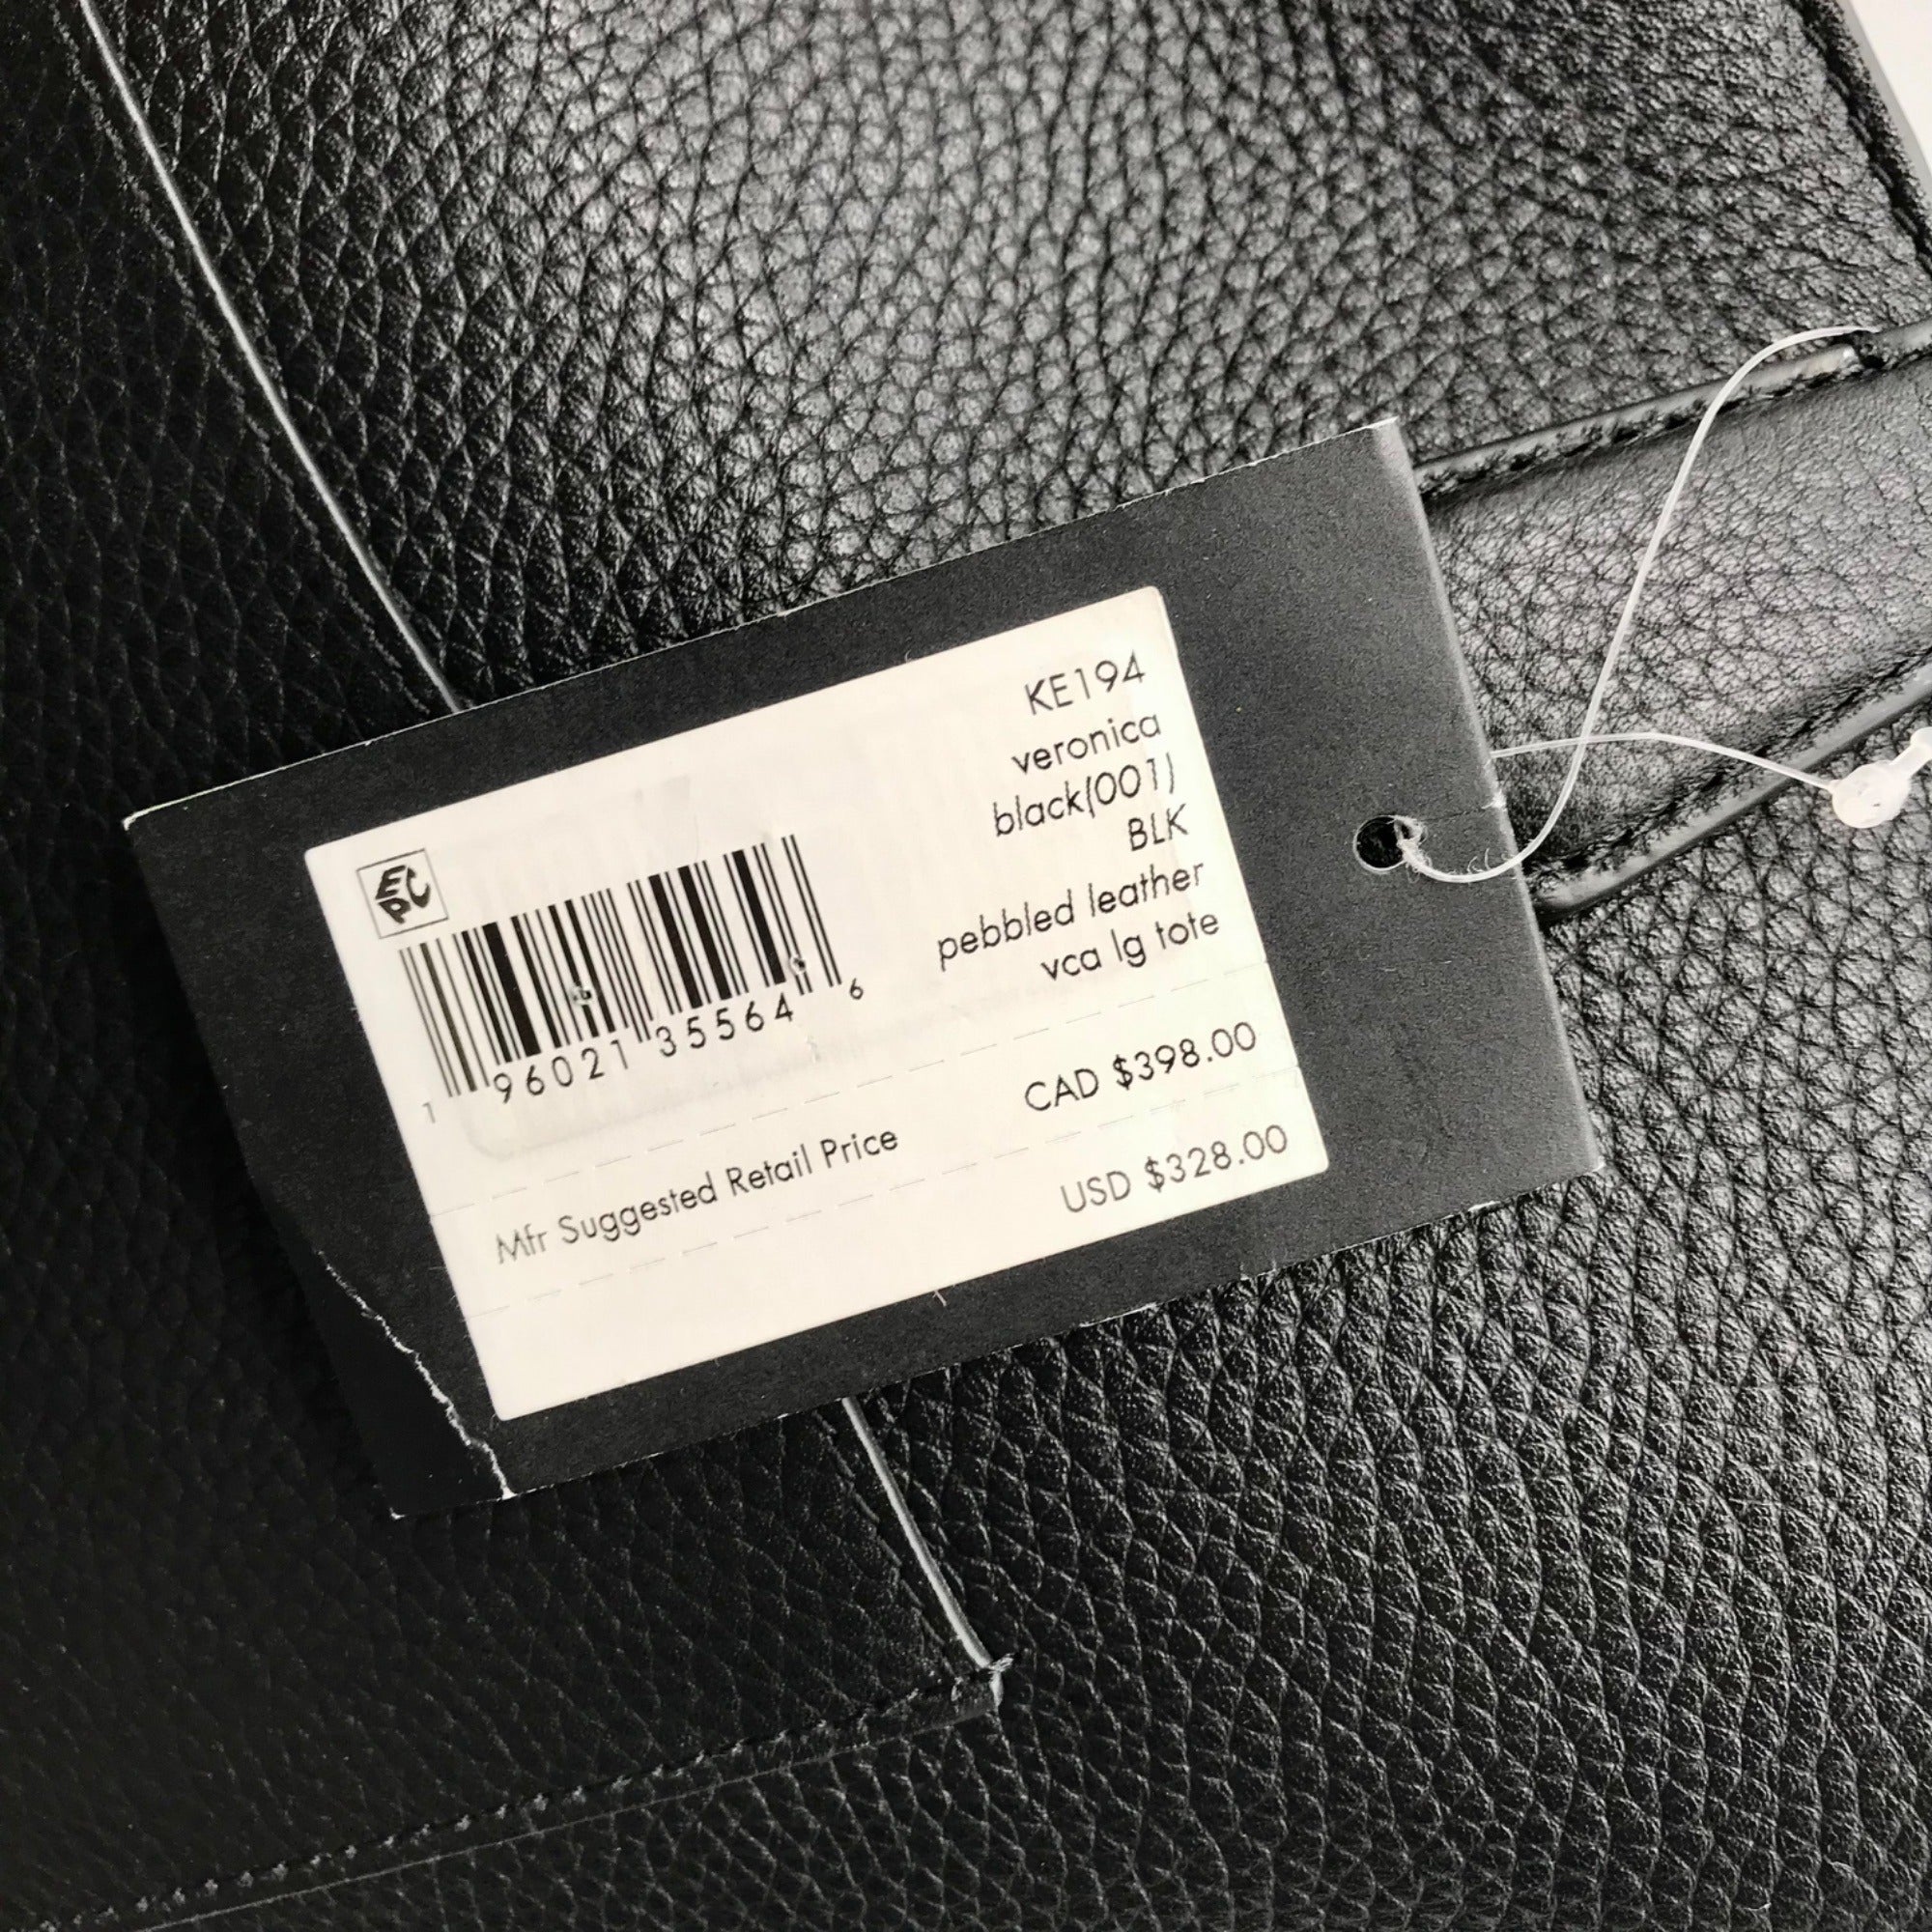 KE194
veronica
black(001)
BLK
pebbled leather
vca lg tote
EPC
1 96021 35564 6
CAD $398.00
Mfr Suggested Retail Price
USD $328.00